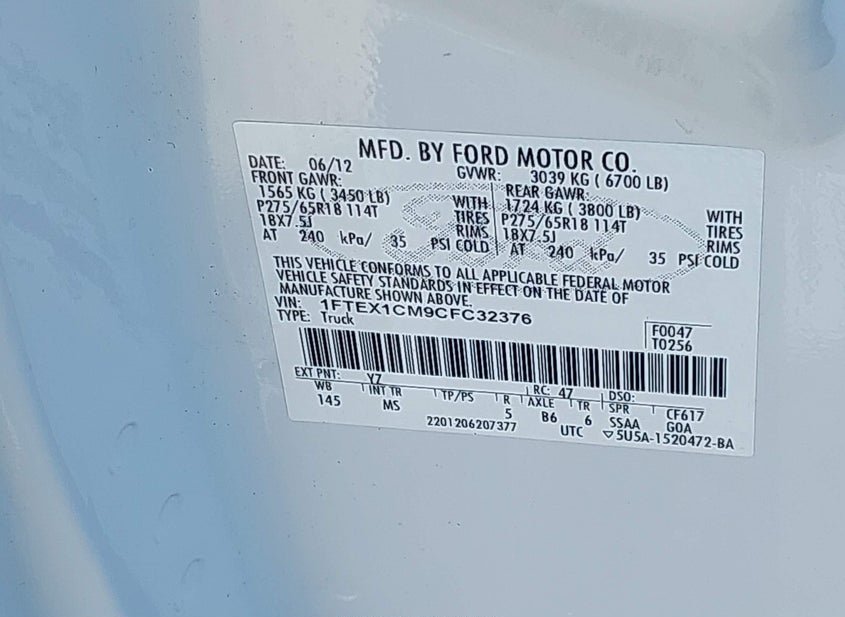 MFD. BY FORD MOTOR CO.
DATE: 06/12 GVWR: 3039 KG ( 6700 LB)
FRONT GAWR: REAR GAWR:
1565 KG ( 3450 LB) WITH 1724 KG ( 3800 LB) WITH
P275/65R18 114T TIRES P275/65R18 114T TIRES
18X7.5J RIMS 18X7.5J RIMS
AT 240 kPa/ 35 PSI COLD AT 240 kPa/ 35 PSI COLD
THIS VEHICLE CONFORMS TO ALL APPLICABLE FEDERAL MOTOR
VEHICLE SAFETY STANDARDS IN EFFECT ON THE DATE OF
MANUFACTURE SHOWN ABOVE.
VIN: 1FTEX1CM9CFC32376 F0047
TYPE: Truck T0256
EXT PNT: YZ RC: 47 DSO:
WB INT TR TP/PS R AXLE TR SPR CF617
145 MS 5 B6 6 SSAA GOA
2201206207377 UTC ▽5U5A-1520472-BA